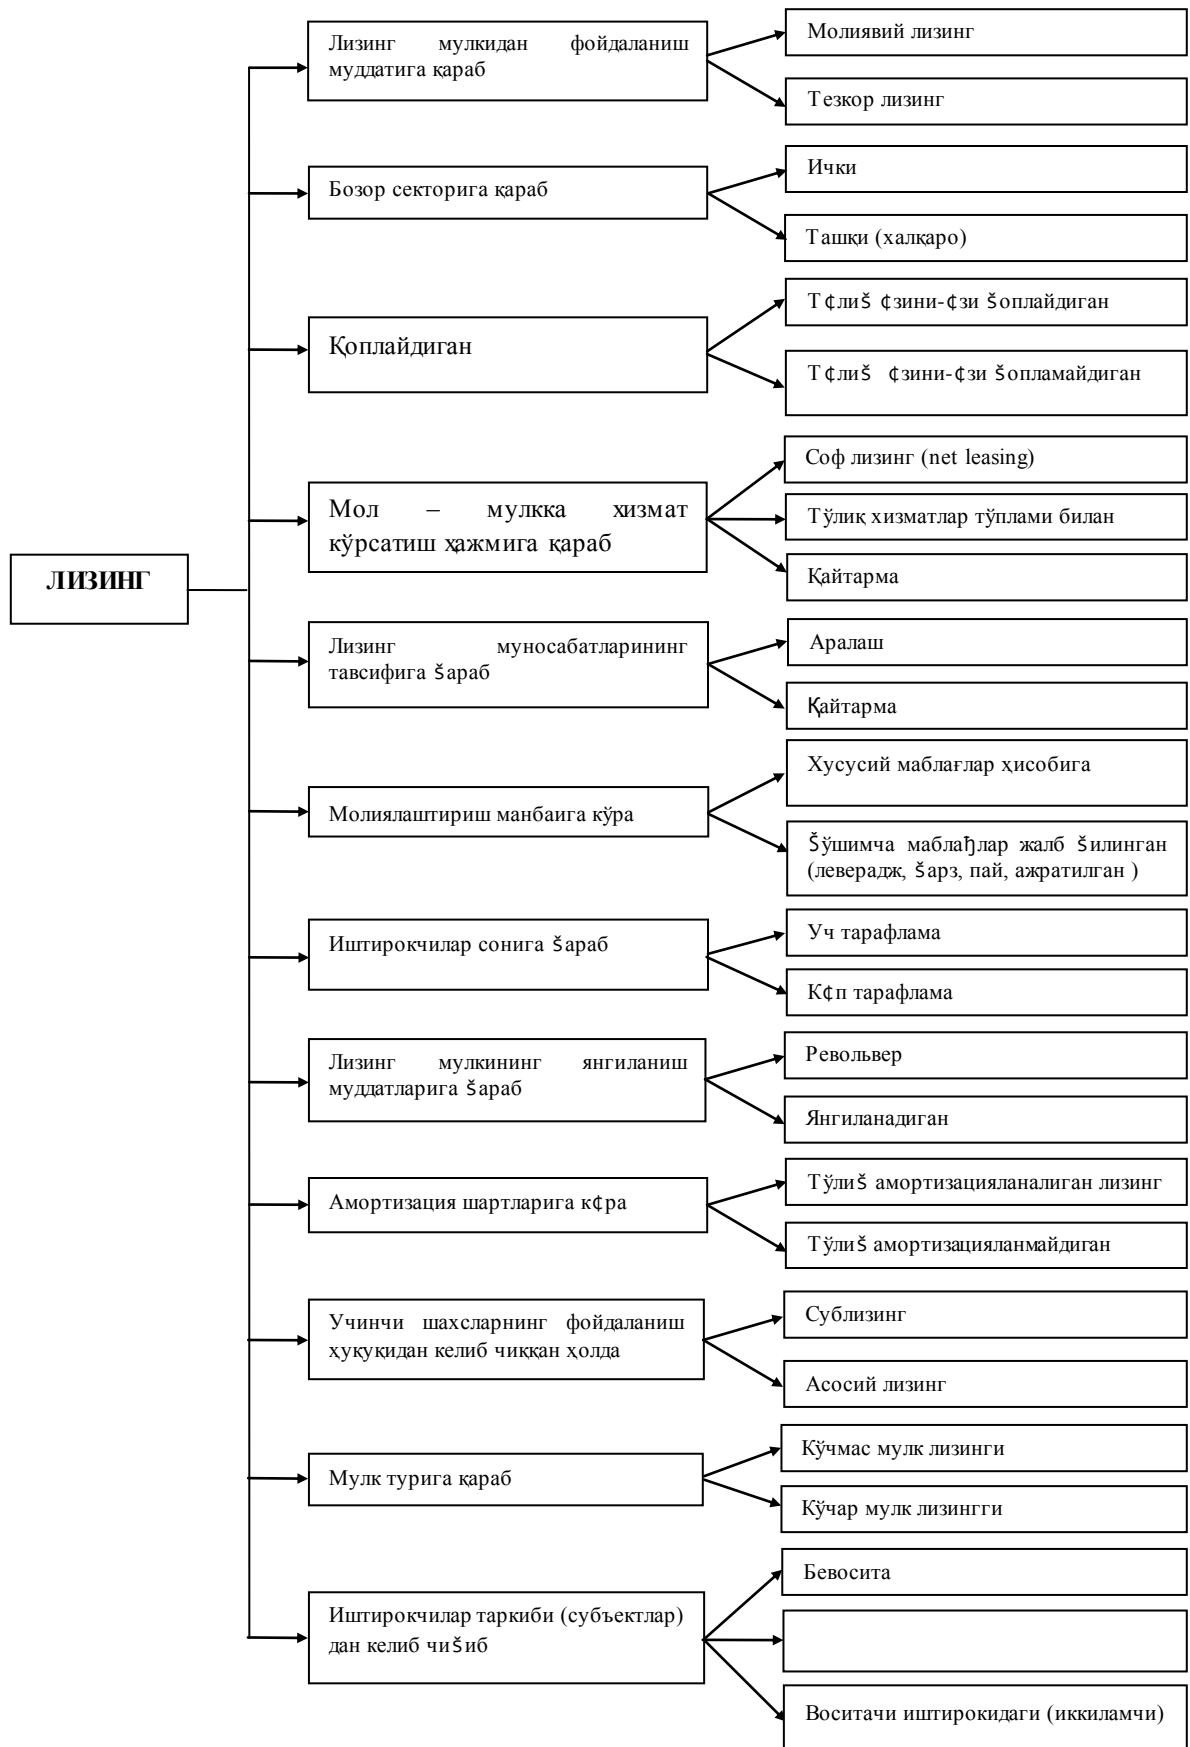 ЛИЗИНГ
Лизинг мулкидан фойдаланиш
муддатига қараб
Молиявий лизинг
Тезкор лизинг
Бозор секторига қараб
Ички
Ташқи (халқаро)
Қоплайдиган
Т¢лиš ¢зини-¢зи šоплайдиган
Т¢лиš ¢зини-¢зи šопламайдиган
Мол – мулкка хизмат
кўрсатиш ҳажмига қараб
Соф лизинг (net leasing)
Тўлиқ хизматлар тўплами билан
Қайтарма
Лизинг муносабатларининг
тавсифига šараб
Аралаш
Қайтарма
Молиялаштириш манбаига кўра
Хусусий маблағлар ҳисобига
Šўшимча маблађлар жалб šилинган
(леверадж, šарз, пай, ажратилган )
Иштирокчилар сонига šараб
Уч тарафлама
К¢п тарафлама
Лизинг мулкининг янгиланиш
муддатларига šараб
Револьвер
Янгиланадиган
Амортизация шартларига к¢ра
Тўлиš амортизацияланалиган лизинг
Тўлиš амортизацияланмайдиган
Учинчи шахсларнинг фойдаланиш
ҳуқуқидан келиб чиққан ҳолда
Сублизинг
Асосий лизинг
Мулк турига қараб
Кўчмас мулк лизинги
Кўчар мулк лизингги
Иштирокчилар таркиби (субъектлар)
дан келиб чиšиб
Бевосита
Воситачи иштирокидаги (иккиламчи)